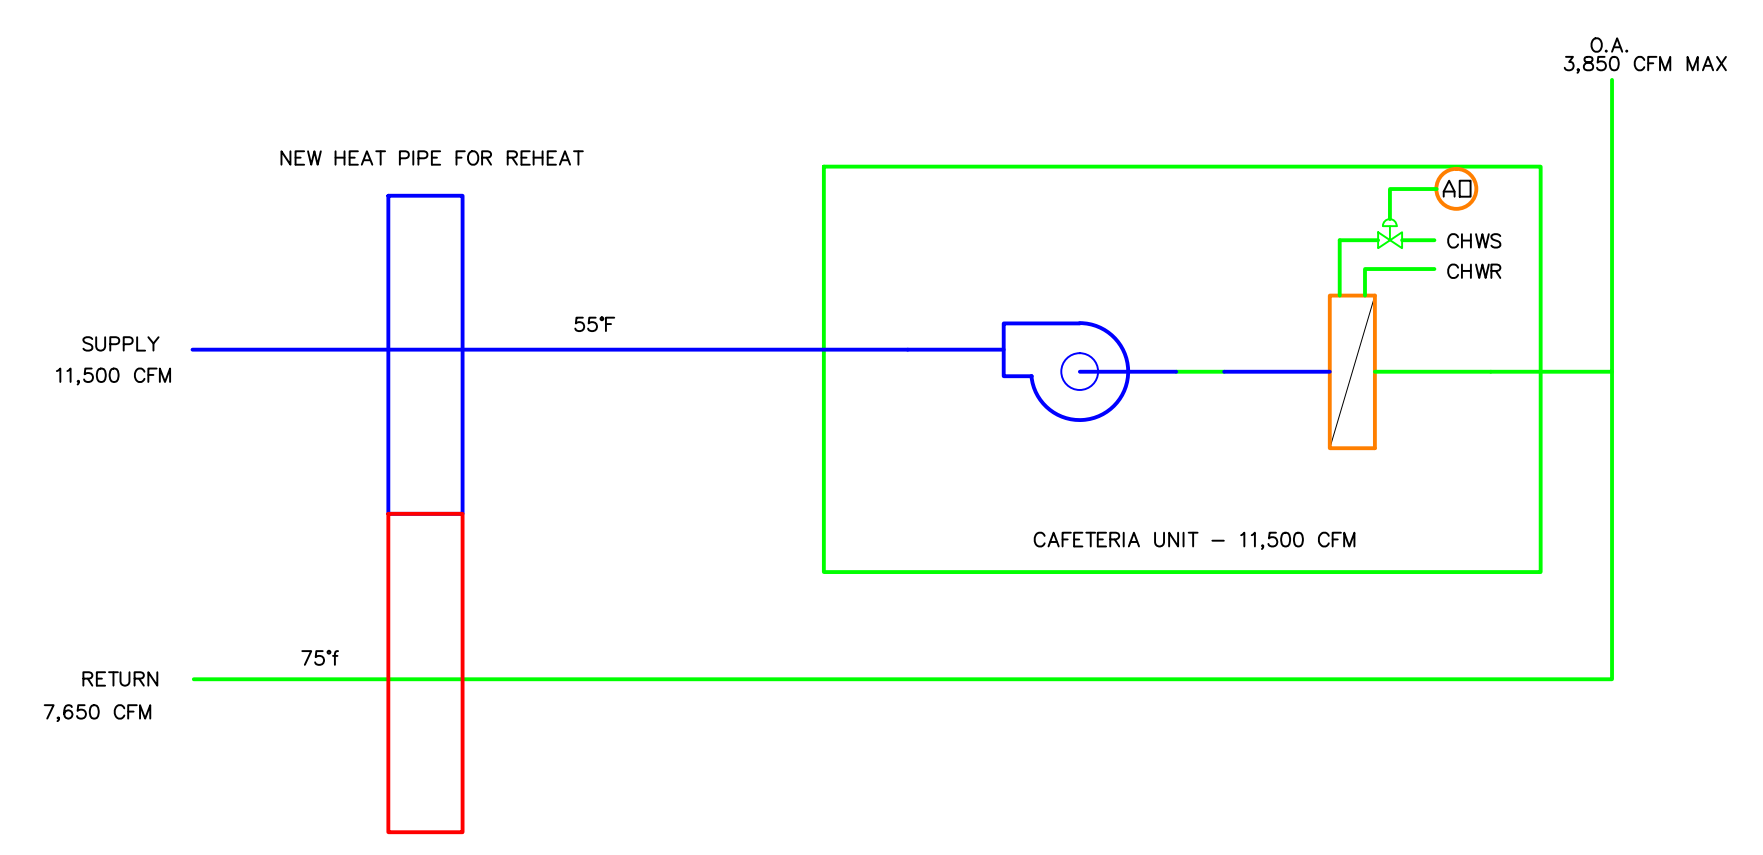 O.A.
3,850 CFM MAX
NEW HEAT PIPE FOR REHEAT
CHWS
CHWR
SUPPLY
11,500 CFM
55°F
CAFETERIA UNIT - 11,500 CFM
75°f
RETURN
7,650 CFM